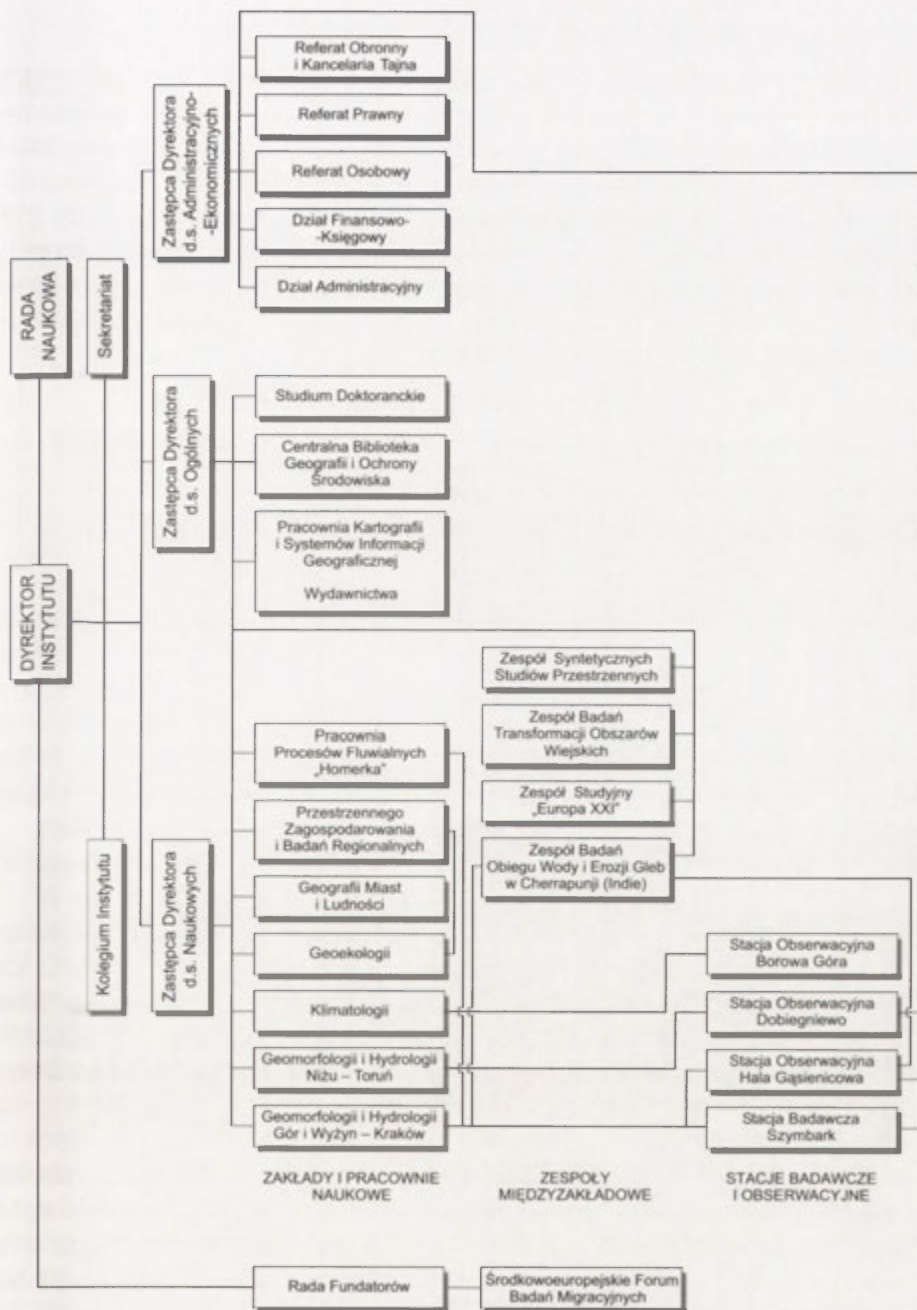 RADA
NAUKOWA
Sekretariat
DYREKTOR
INSTYTUTU
Kolegium Instytutu
Zastępca Dyrektora
d.s. Administracyjno-
-Ekonomicznych
Referat Obronny
i Kancelaria Tajna
Referat Prawny
Referat Osobowy
Dział Finansowo-
-Księgowy
Dział Administracyjny
Zastępca Dyrektora
d.s. Ogólnych
Studium Doktoranckie
Centralna Biblioteka
Geografii i Ochrony
Środowiska
Pracownia Kartografii
i Systemów Informacji
Geograficznej
Wydawnictwa
Zastępca Dyrektora
d.s. Naukowych
Pracownia
Procesów Fluwialnych
„Homerka”
Przestrzennego
Zagospodarowania
i Badań Regionalnych
Geografii Miast
i Ludności
Geoekologii
Klimatologii
Geomorfologii i Hydrologii
Niżu – Toruń
Geomorfologii i Hydrologii
Gór i Wyżyn – Kraków
ZAKŁADY I PRACOWNIE
NAUKOWE
Zespół Syntetycznych
Studiów Przestrzennych
Zespół Badań
Transformacji Obszarów
Wiejskich
Zespół Studyjny
„Europa XXI”
Zespół Badań
Obiegu Wody i Erozji Gleb
w Cherrapunji (Indie)
ZESPOŁY
MIĘDZYZAKŁADOWE
Stacja Obserwacyjna
Borowa Góra
Stacja Obserwacyjna
Dobiegniewo
Stacja Obserwacyjna
Hala Gąsienicowa
Stacja Badawcza
Szymbark
STACJE BADAWCZE
I OBSERWACYJNE
Rada Fundatorów
Środkowoeuropejskie Forum
Badań Migracyjnych